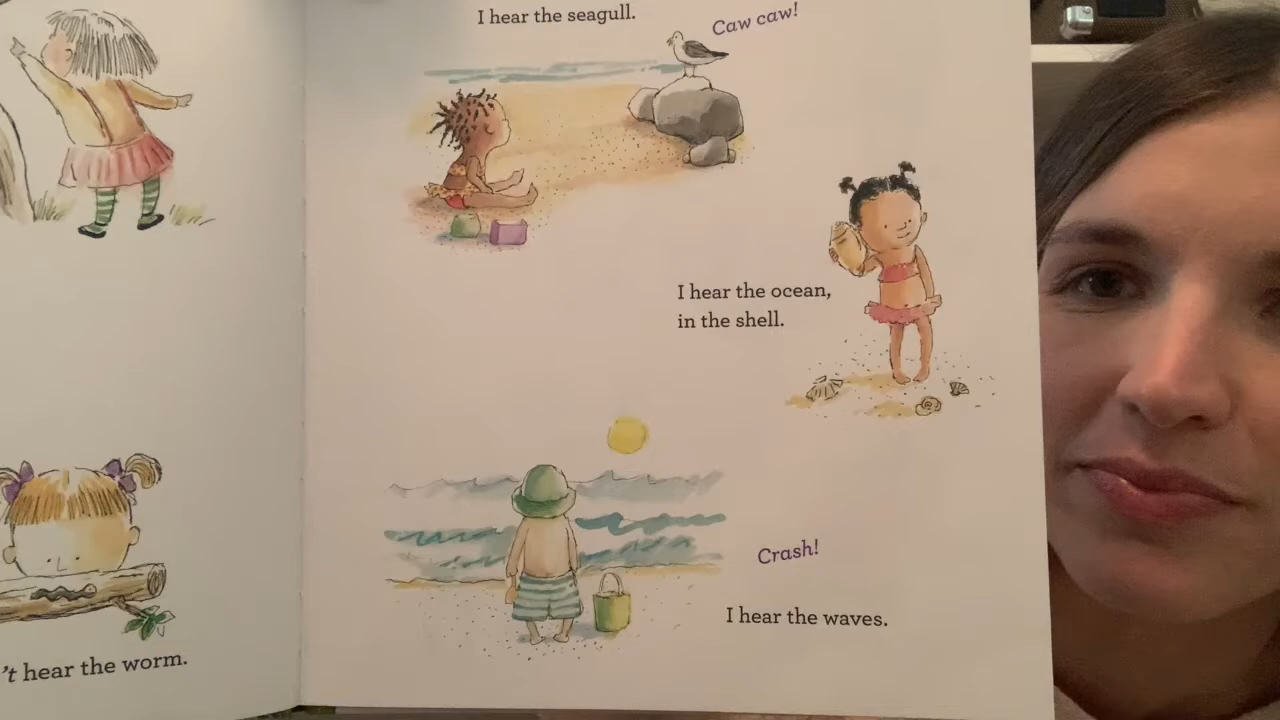 't hear the worm.
I hear the seagull.
Caw caw!
I hear the ocean,
in the shell.
Crash!
I hear the waves.